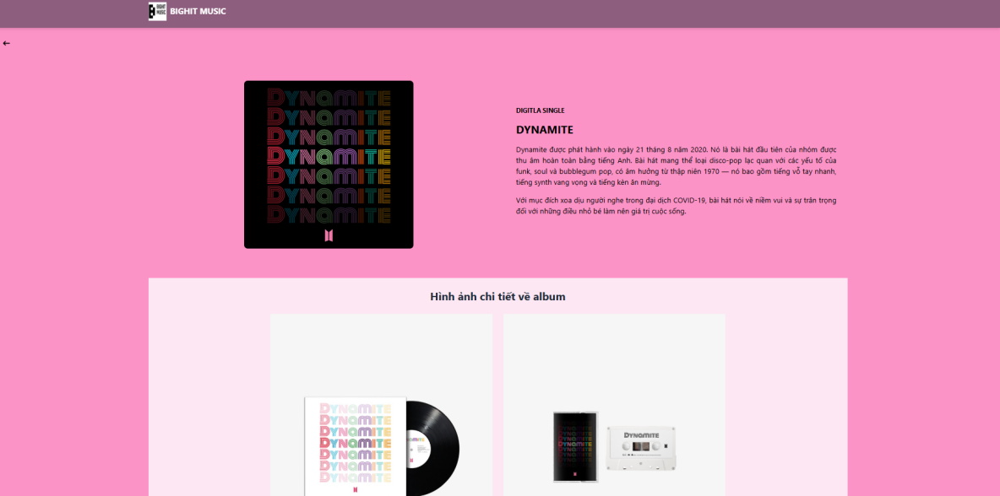 BIGHIT
MUSIC
BIGHIT MUSIC
DYNAMITE
DYNAMITE
DYNAMITE
DYNAMITE
DYNAMITE
DYNAMITE
DYNAMITE
DIGITLA SINGLE
DYNAMITE
Dynamite được phát hành vào ngày 21 tháng 8 năm 2020. Nó là bài hát đầu tiên của nhóm được
thu âm hoàn toàn bằng tiếng Anh. Bài hát mang thể loại disco-pop lạc quan với các yếu tố của
funk, soul và bubblegum pop, có âm hưởng từ thập niên 1970 — nó bao gồm tiếng vỗ tay nhanh,
tiếng synth vang vọng và tiếng kèn ăn mừng.
Với mục đích xoa dịu người nghe trong đại dịch COVID-19, bài hát nói về niềm vui và sự trân trọng
đối với những điều nhỏ bé làm nên giá trị cuộc sống.
Hình ảnh chi tiết về album
DYNAMITE
DYNAMITE
DYNAMITE
DYNAMITE
DYNAMITE
DYNAMITE
DYNAMITE
DYNAMITE